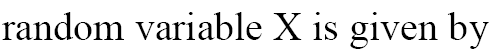 random variable X is given by